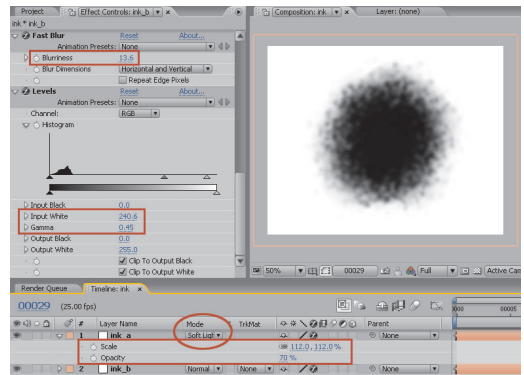 Project Effect Controls: ink_b Composition: ink Layer: (none)
ink * ink_b
Fast Blur Reset About...
Animation Presets: None
Blurriness 13.6
Blur Dimensions Horizontal and Vertical
Repeat Edge Pixels
Levels Reset About...
Animation Presets: None
Channel: RGB
Histogram
Input Black 0.0
Input White 240.6
Gamma 0.45
Output Black 0.0
Output White 255.0
Clip To Output Black
Clip To Output White
50% 00029 Full Active Cam
Render Queue Timeline: ink
00029 (25.00 fps) 0000 00005
# Layer Name Mode TrkMat Parent
1 ink_a Soft Ligh None
Scale 112.0, 112.0 %
Opacity 70 %
2 ink_b Normal None None